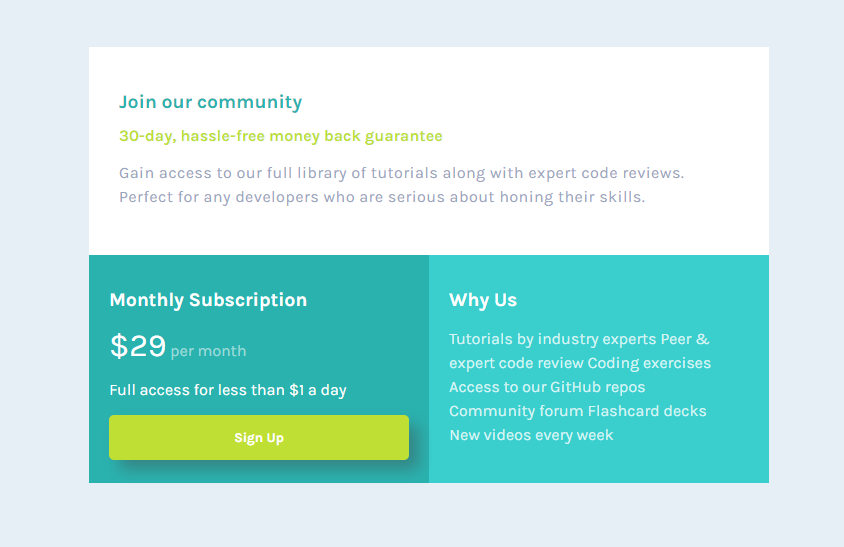 Join our community
30-day, hassle-free money back guarantee
Gain access to our full library of tutorials along with expert code reviews.
Perfect for any developers who are serious about honing their skills.
Monthly Subscription
$29 per month
Full access for less than $1 a day
Sign Up
Why Us
Tutorials by industry experts Peer &
expert code review Coding exercises
Access to our GitHub repos
Community forum Flashcard decks
New videos every week